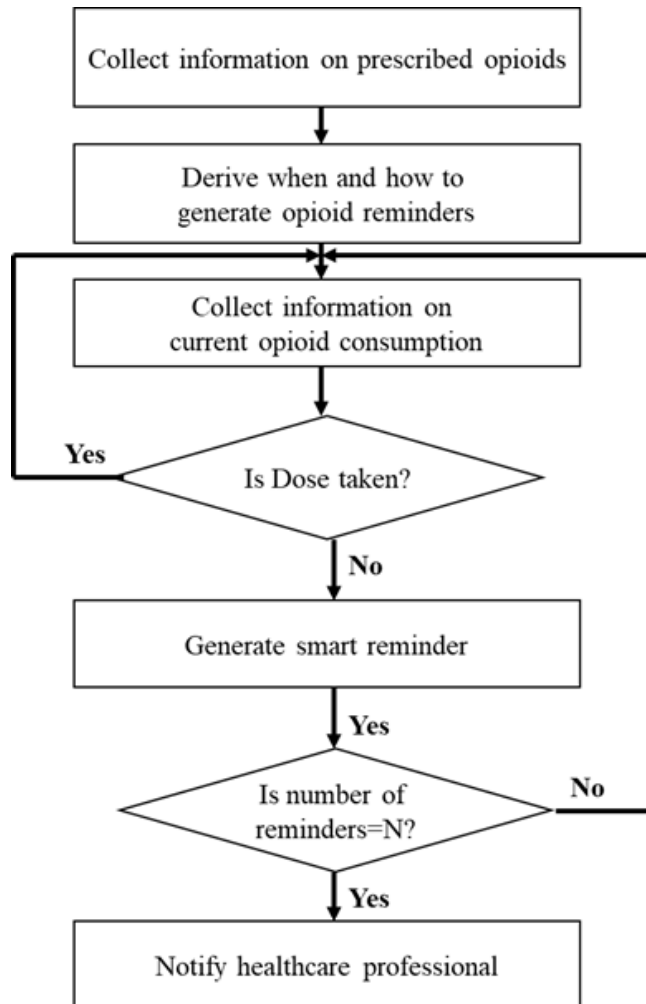 Collect information on prescribed opioids
Derive when and how to
generate opioid reminders
Collect information on
current opioid consumption
Yes
Is Dose taken?
No
Generate smart reminder
Yes
Is number of
reminders=N?
No
Yes
Notify healthcare professional